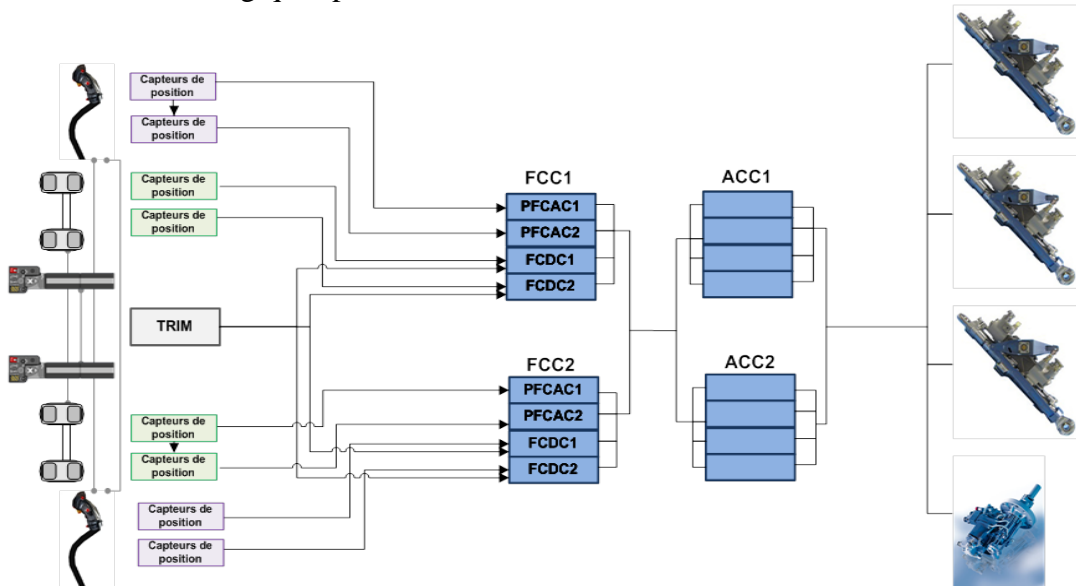 Capteurs de
position
Capteurs de
position
Capteurs de
position
Capteurs de
position
TRIM
Capteurs de
position
Capteurs de
position
Capteurs de
position
Capteurs de
position
FCC1
PFCAC1
PFCAC2
FCDC1
FCDC2
FCC2
PFCAC1
PFCAC2
FCDC1
FCDC2
ACC1
ACC2